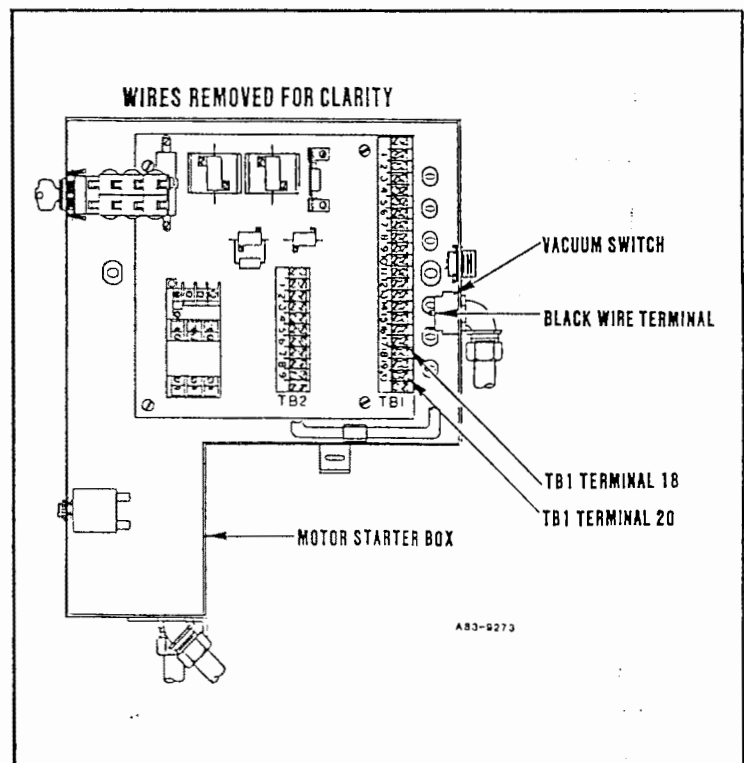 WIRES REMOVED FOR CLARITY
VACUUM SWITCH
BLACK WIRE TERMINAL
TB2
TB1
TB1 TERMINAL 18
TB1 TERMINAL 20
MOTOR STARTER BOX
A83-9273